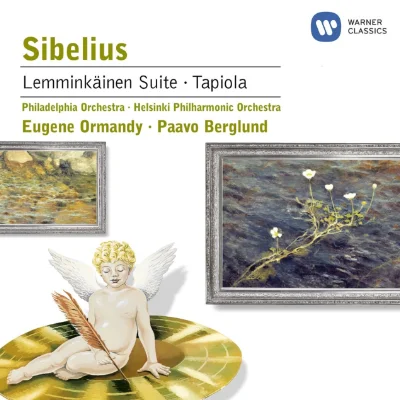 WARNER
CLASSICS
Sibelius
Lemminkäinen Suite · Tapiola
Philadelphia Orchestra · Helsinki Philharmonic Orchestra
Eugene Ormandy · Paavo Berglund